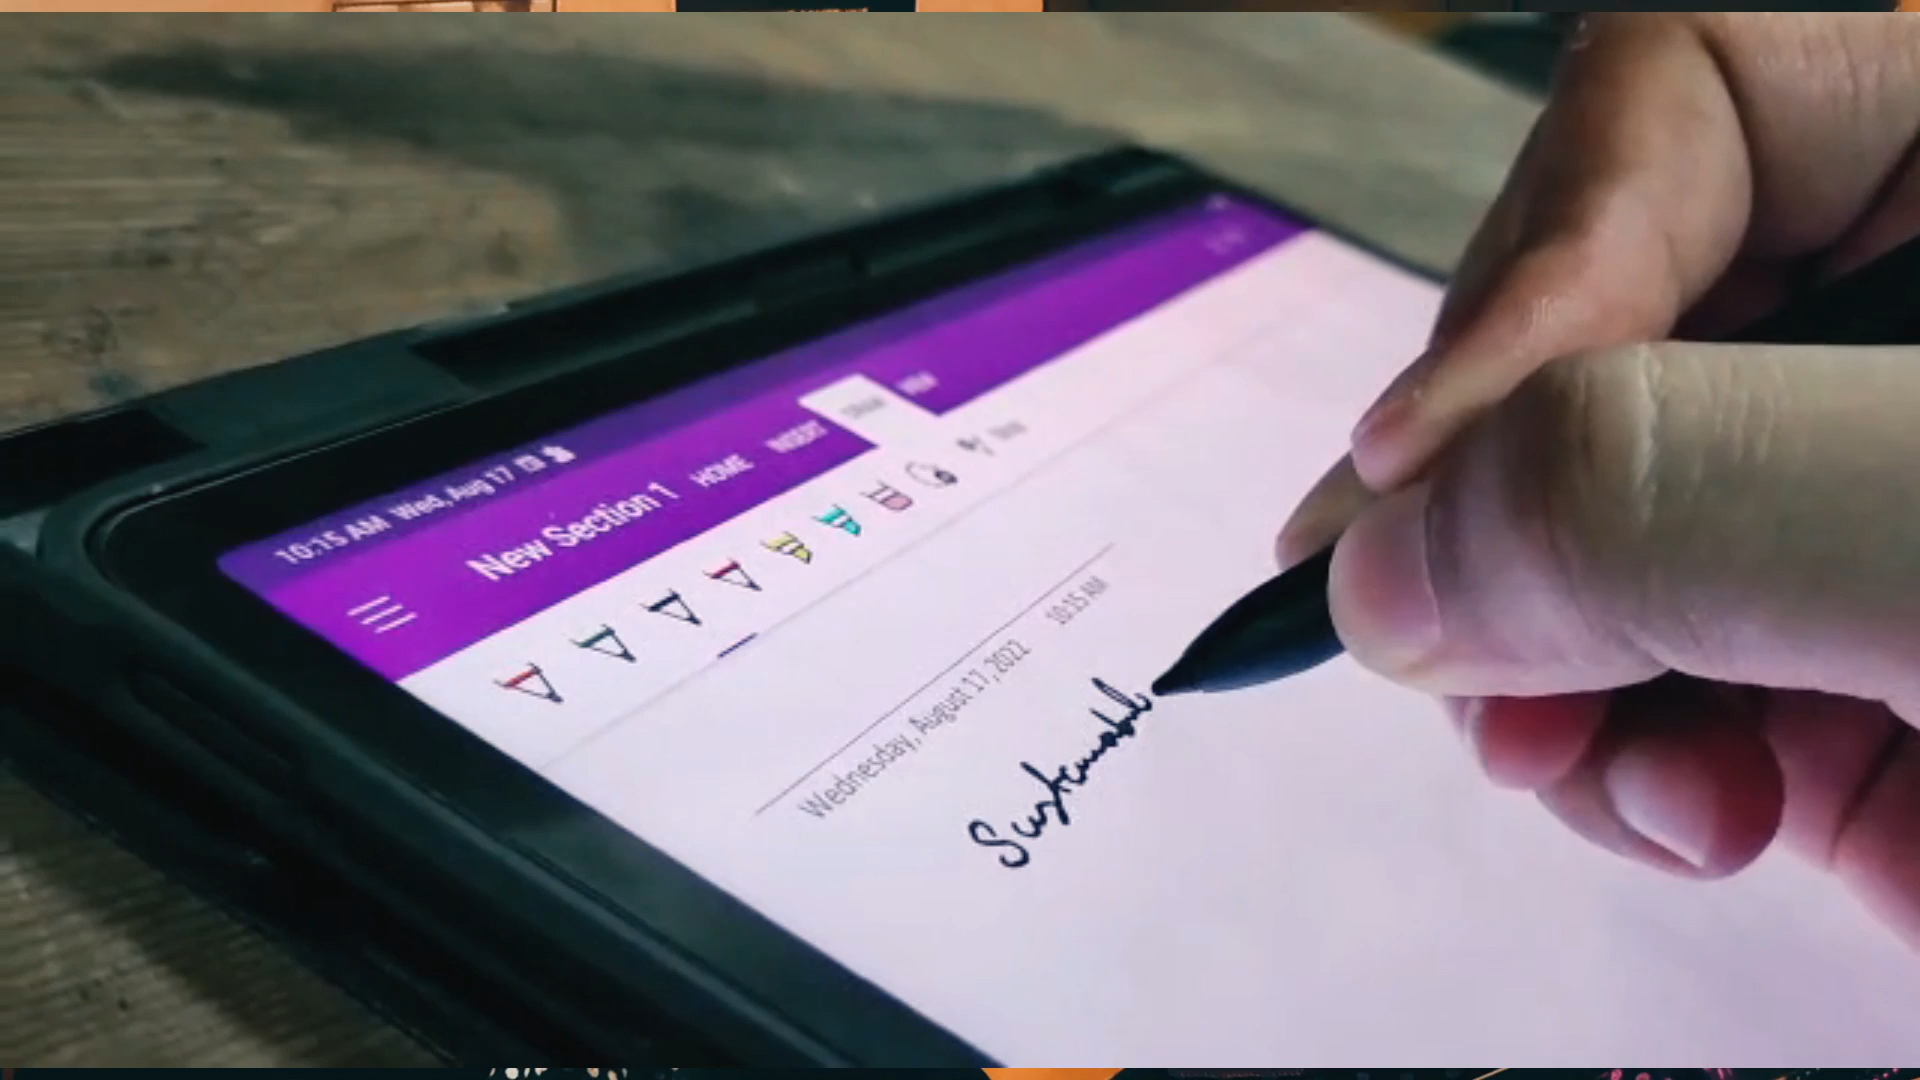 10:15 AM Wed, Aug 17
New Section 1 HOME INSERT DRAW VIEW
Wednesday, August 17, 2022 10:15 AM
Sustainable